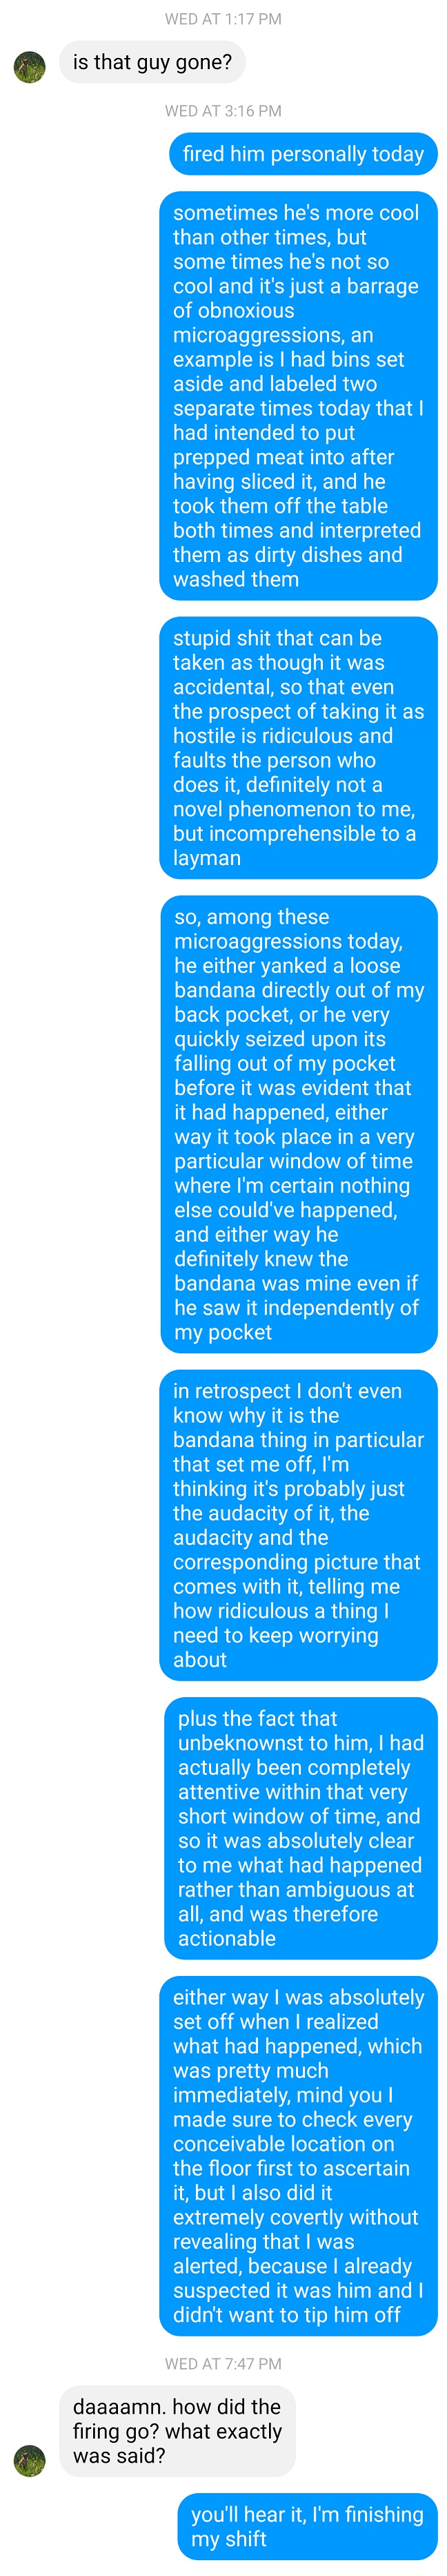 WED AT 1:17 PM
is that guy gone?
WED AT 3:16 PM
fired him personally today
sometimes he's more cool
than other times, but
some times he's not so
cool and it's just a barrage
of obnoxious
microaggressions, an
example is I had bins set
aside and labeled two
separate times today that I
had intended to put
prepped meat into after
having sliced it, and he
took them off the table
both times and interpreted
them as dirty dishes and
washed them
stupid shit that can be
taken as though it was
accidental, so that even
the prospect of taking it as
hostile is ridiculous and
faults the person who
does it, definitely not a
novel phenomenon to me,
but incomprehensible to a
layman
so, among these
microaggressions today,
he either yanked a loose
bandana directly out of my
back pocket, or he very
quickly seized upon its
falling out of my pocket
before it was evident that
it had happened, either
way it took place in a very
particular window of time
where I'm certain nothing
else could've happened,
and either way he
definitely knew the
bandana was mine even if
he saw it independently of
my pocket
in retrospect I don't even
know why it is the
bandana thing in particular
that set me off, I'm
thinking it's probably just
the audacity of it, the
audacity and the
corresponding picture that
comes with it, telling me
how ridiculous a thing I
need to keep worrying
about
plus the fact that
unbeknownst to him, I had
actually been completely
attentive within that very
short window of time, and
so it was absolutely clear
to me what had happened
rather than ambiguous at
all, and was therefore
actionable
either way I was absolutely
set off when I realized
what had happened, which
was pretty much
immediately, mind you I
made sure to check every
conceivable location on
the floor first to ascertain
it, but I also did it
extremely covertly without
revealing that I was
alerted, because I already
suspected it was him and I
didn't want to tip him off
WED AT 7:47 PM
daaaamn. how did the
firing go? what exactly
was said?
you'll hear it, I'm finishing
my shift